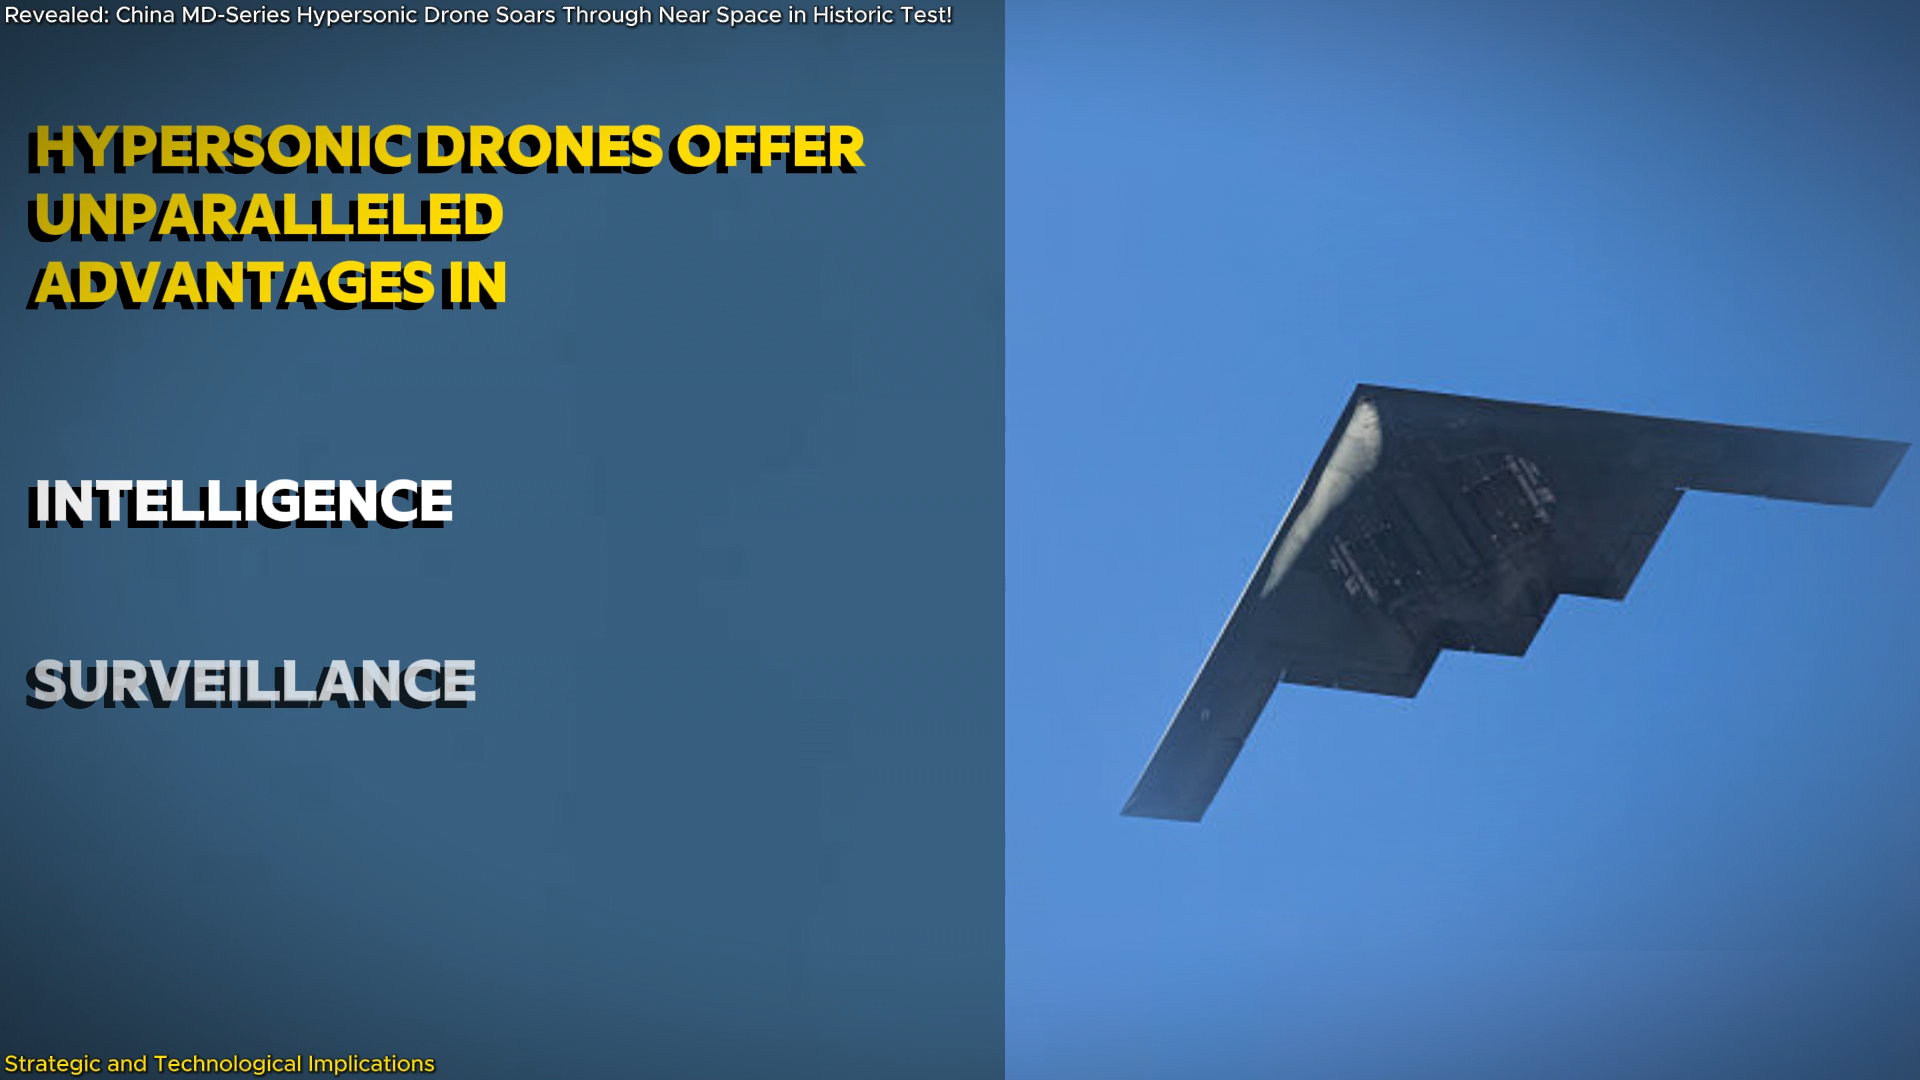 Revealed: China MD-Series Hypersonic Drone Soars Through Near Space in Historic Test!
HYPERSONIC DRONES OFFER
UNPARALLELED
ADVANTAGES IN
INTELLIGENCE
SURVEILLANCE
Strategic and Technological Implications